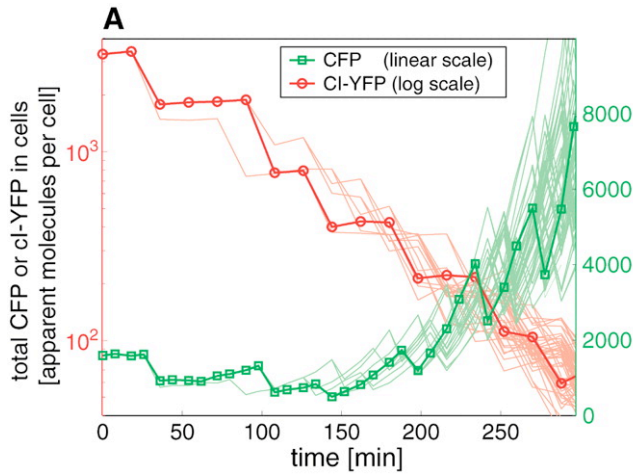 A
CFP (linear scale)
CI-YFP (log scale)
total CFP or cI-YFP in cells
[apparent molecules per cell]
10³
10²
8000
6000
4000
2000
0
0 50 100 150 200 250
time [min]